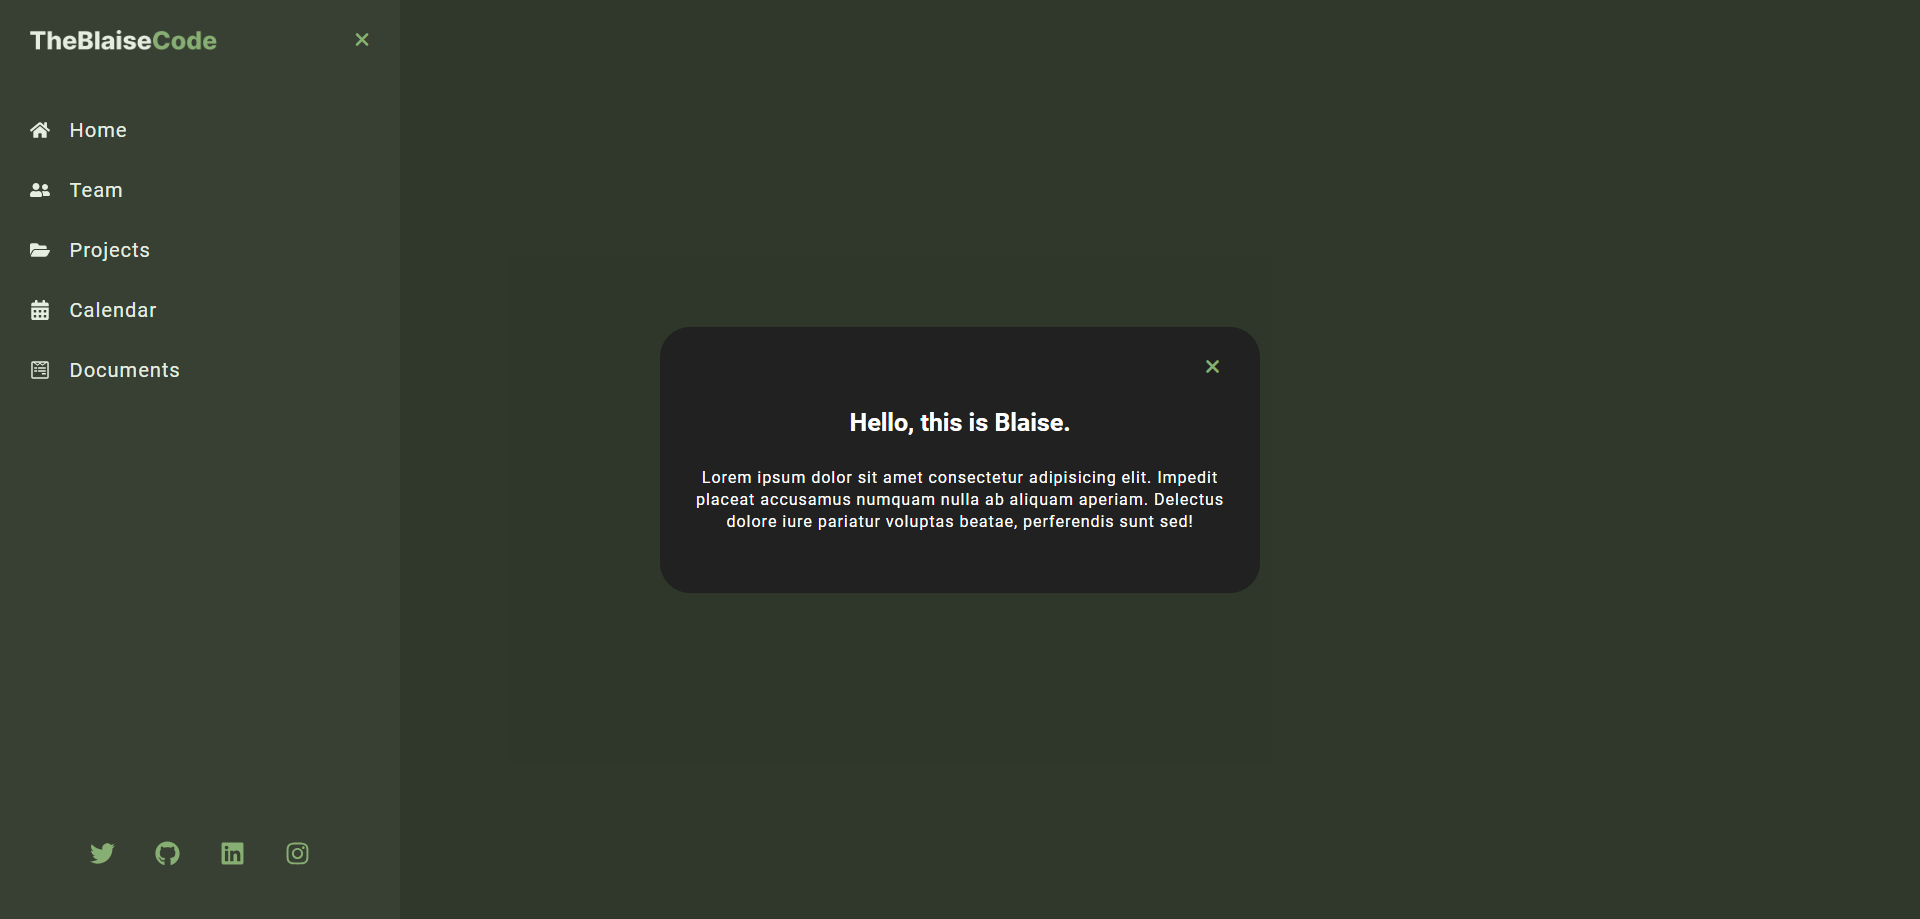 TheBlaiseCode
Home
Team
Projects
Calendar
Documents
Hello, this is Blaise.
Lorem ipsum dolor sit amet consectetur adipisicing elit. Impedit
placeat accusamus numquam nulla ab aliquam aperiam. Delectus
dolore iure pariatur voluptas beatae, perferendis sunt sed!